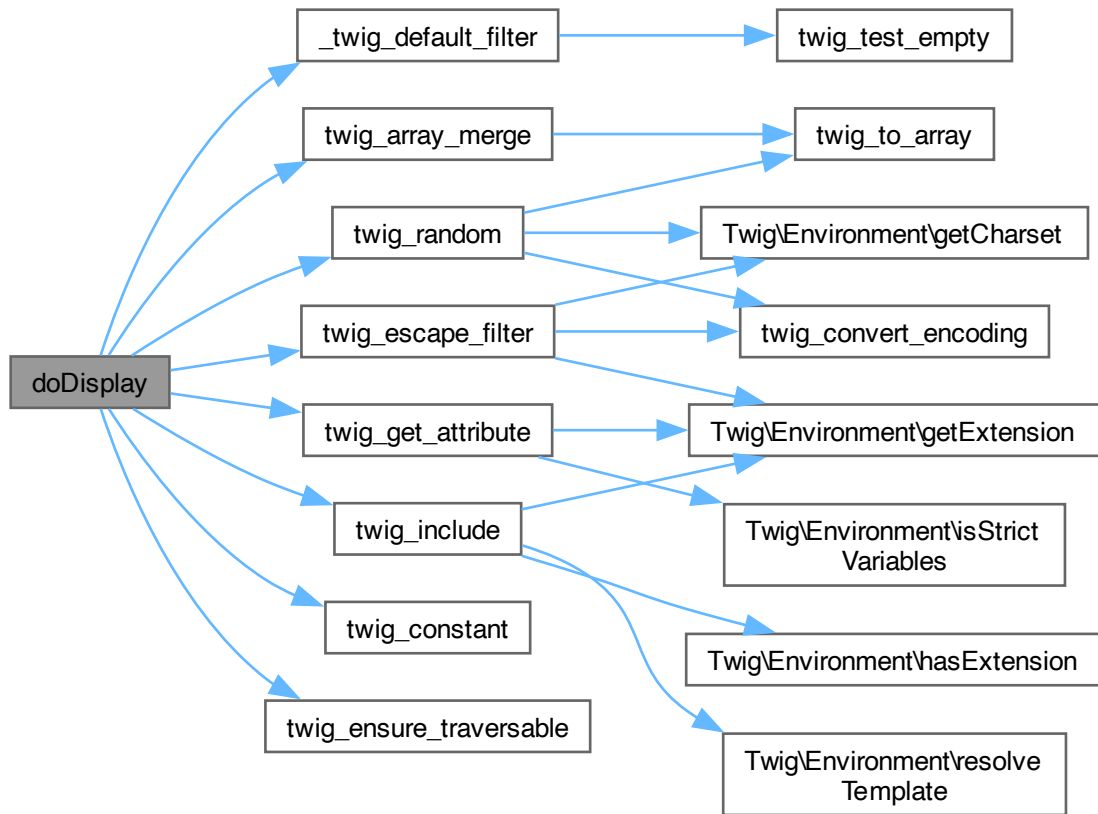 _twig_default_filter
twig_test_empty
twig_array_merge
twig_to_array
twig_random
Twig\Environment\getCharset
twig_escape_filter
twig_convert_encoding
doDisplay
twig_get_attribute
Twig\Environment\getExtension
twig_include
Twig\Environment\isStrict
Variables
twig_constant
Twig\Environment\hasExtension
twig_ensure_traversable
Twig\Environment\resolve
Template